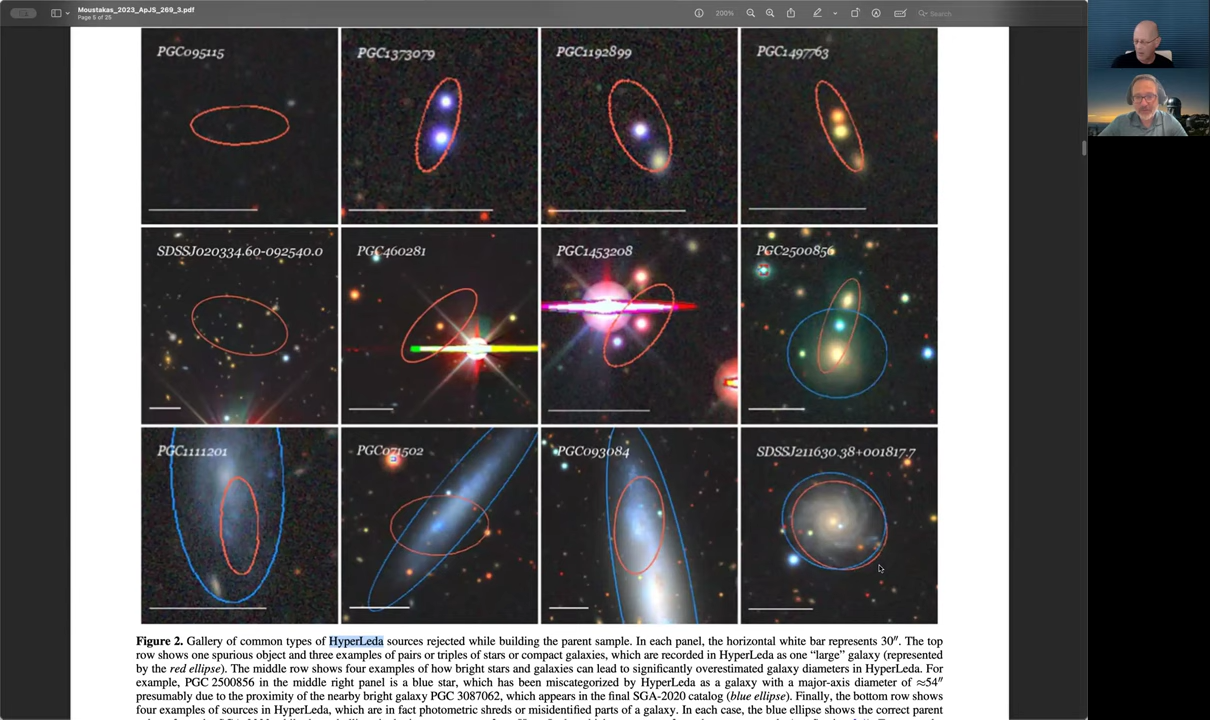 Moustakas_2023_ApJS_269_3.pdf
Page 5 of 25
200%
Search
PGC095115
PGC1373079
PGC1192899
PGC1497763
SDSSJ020334.60-092540.0
PGC460281
PGC1453208
PGC2500856
PGC1111201
PGC071502
PGC093084
SDSSJ211630.38+001817.7
Figure 2. Gallery of common types of HyperLeda sources rejected while building the parent sample. In each panel, the horizontal white bar represents 30″. The top
row shows one spurious object and three examples of pairs or triples of stars or compact galaxies, which are recorded in HyperLeda as one “large” galaxy (represented
by the red ellipse). The middle row shows four examples of how bright stars and galaxies can lead to significantly overestimated galaxy diameters in HyperLeda. For
example, PGC 2500856 in the middle right panel is a blue star, which has been miscategorized by HyperLeda as a galaxy with a major-axis diameter of ≈54″
presumably due to the proximity of the nearby bright galaxy PGC 3087062, which appears in the final SGA-2020 catalog (blue ellipse). Finally, the bottom row shows
four examples of sources in HyperLeda, which are in fact photometric shreds or misidentified parts of a galaxy. In each case, the blue ellipse shows the correct parent